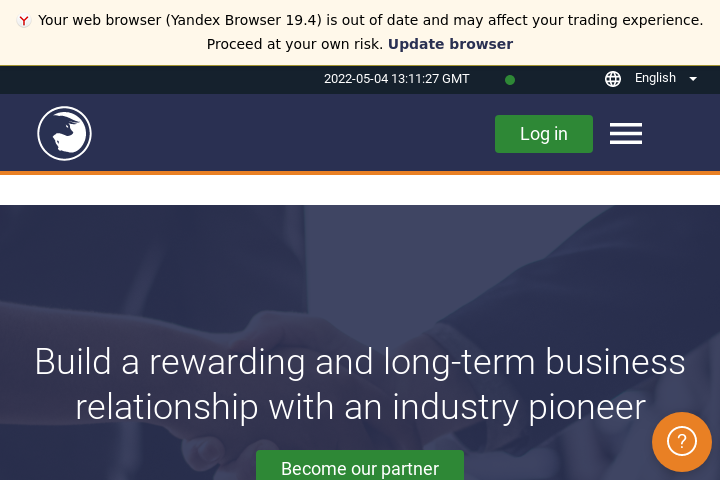 Your web browser (Yandex Browser 19.4) is out of date and may affect your trading experience.
Proceed at your own risk. Update browser
2022-05-04 13:11:27 GMT
English
Log in
Build a rewarding and long-term business
relationship with an industry pioneer
Become our partner
?